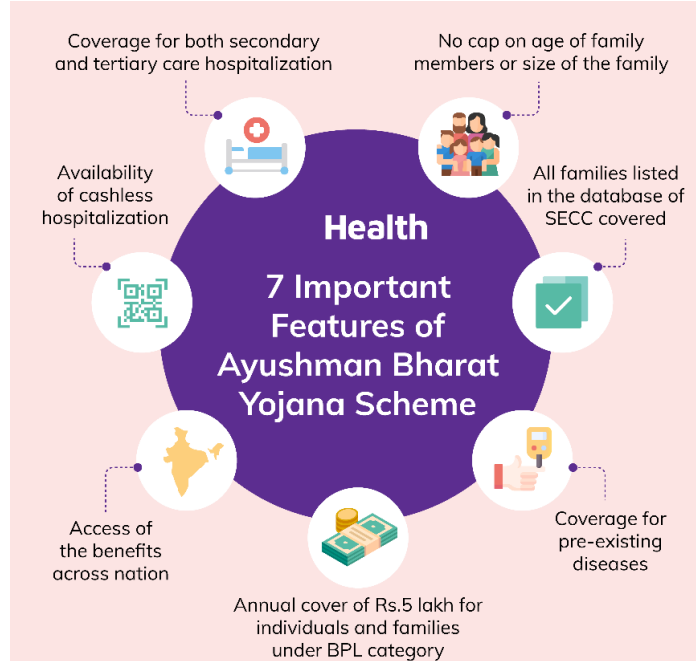 Coverage for both secondary
and tertiary care hospitalization
No cap on age of family
members or size of the family
Availability
of cashless
hospitalization
All families listed
in the database of
SECC covered
Health
7 Important
Features of
Ayushman Bharat
Yojana Scheme
Access of
the benefits
across nation
Coverage for
pre-existing
diseases
Annual cover of Rs.5 lakh for
individuals and families
under BPL category